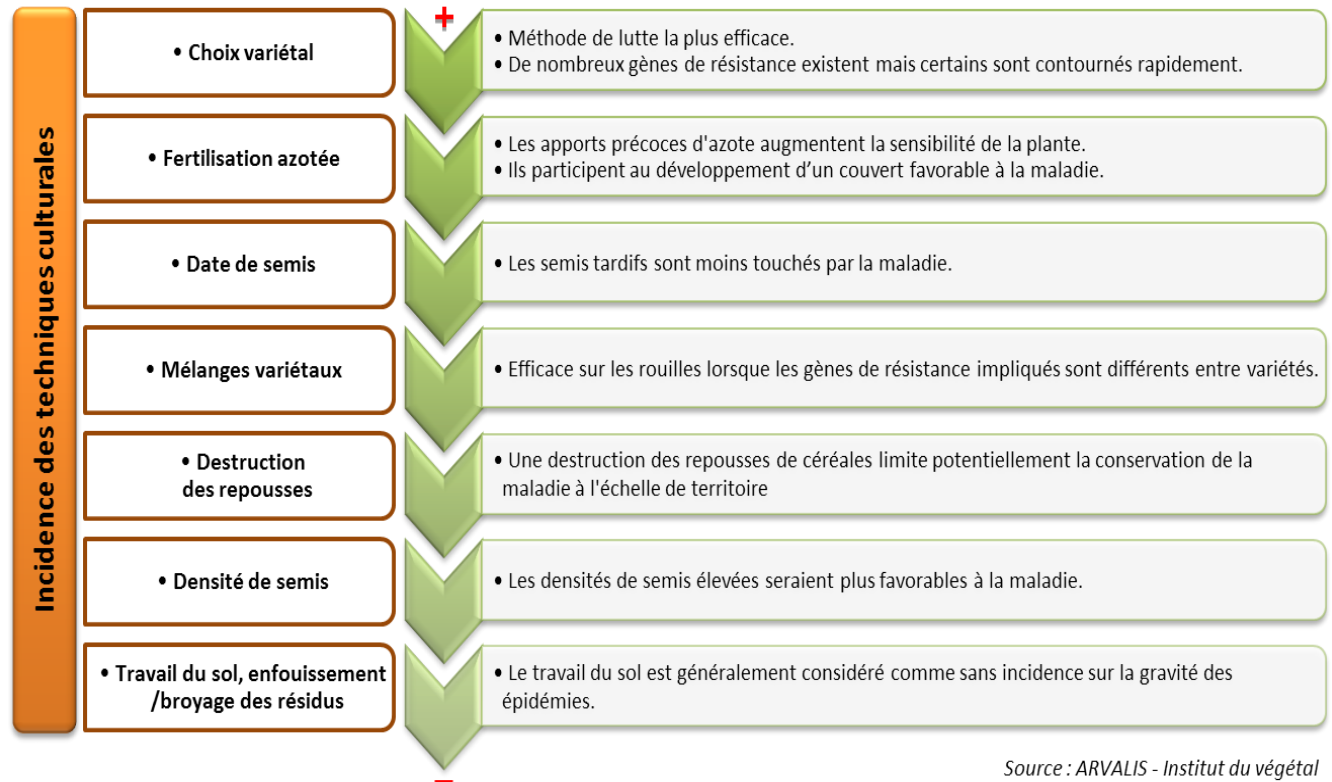 Incidence des techniques culturales
+
• Choix variétal
• Méthode de lutte la plus efficace.
• De nombreux gènes de résistance existent mais certains sont contournés rapidement.
• Fertilisation azotée
• Les apports précoces d'azote augmentent la sensibilité de la plante.
• Ils participent au développement d’un couvert favorable à la maladie.
• Date de semis
• Les semis tardifs sont moins touchés par la maladie.
• Mélanges variétaux
• Efficace sur les rouilles lorsque les gènes de résistance impliqués sont différents entre variétés.
• Destruction
des repousses
• Une destruction des repousses de céréales limite potentiellement la conservation de la
maladie à l'échelle de territoire
• Densité de semis
• Les densités de semis élevées seraient plus favorables à la maladie.
• Travail du sol, enfouissement
/broyage des résidus
• Le travail du sol est généralement considéré comme sans incidence sur la gravité des
épidémies.
–
Source : ARVALIS - Institut du végétal